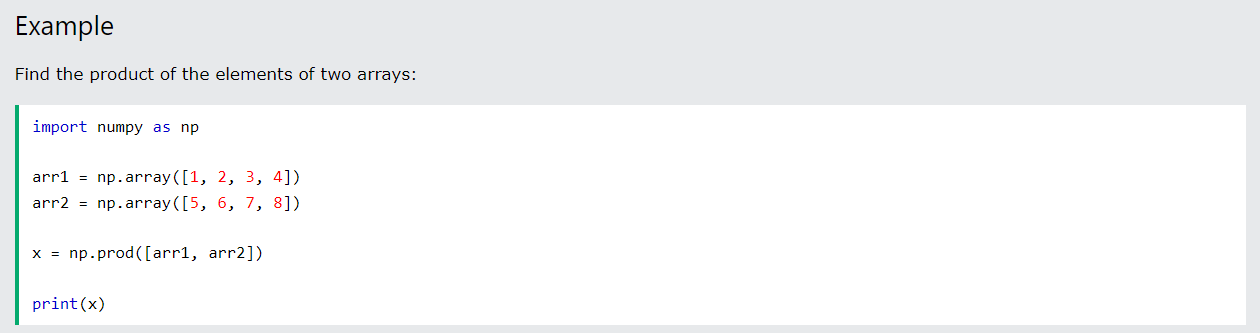 Example
Find the product of the elements of two arrays:
import numpy as np
arr1 = np.array([1, 2, 3, 4])
arr2 = np.array([5, 6, 7, 8])
x = np.prod([arr1, arr2])
print(x)